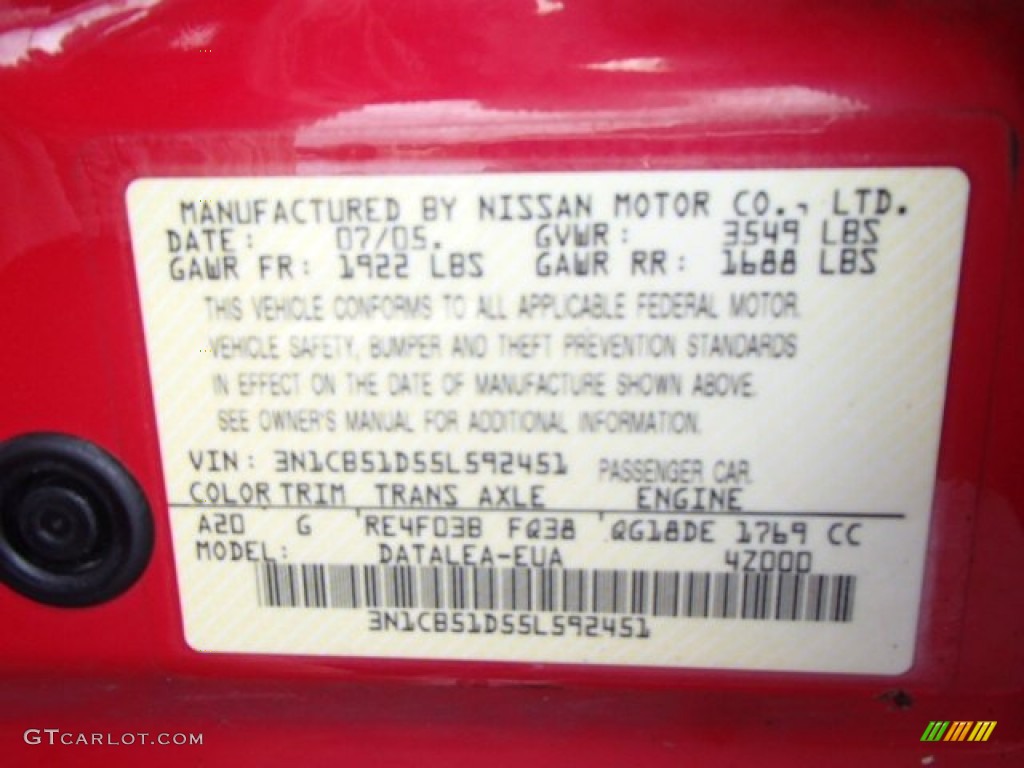 MANUFACTURED BY NISSAN MOTOR CO., LTD.
DATE: 07/05. GVWR: 3549 LBS
GAWR FR: 1922 LBS GAWR RR: 1688 LBS
THIS VEHICLE CONFORMS TO ALL APPLICABLE FEDERAL MOTOR
VEHICLE SAFETY, BUMPER AND THEFT PREVENTION STANDARDS
IN EFFECT ON THE DATE OF MANUFACTURE SHOWN ABOVE.
SEE OWNER'S MANUAL FOR ADDITIONAL INFORMATION.
VIN: 3N1CB51D55L592451 PASSENGER CAR
COLOR TRIM TRANS AXLE ENGINE
A20 G RE4F03B FQ38 QG18DE 1769 CC
MODEL: DATALEA-EUA 4Z000
3N1CB51D55L592451
GTCARLOT.COM